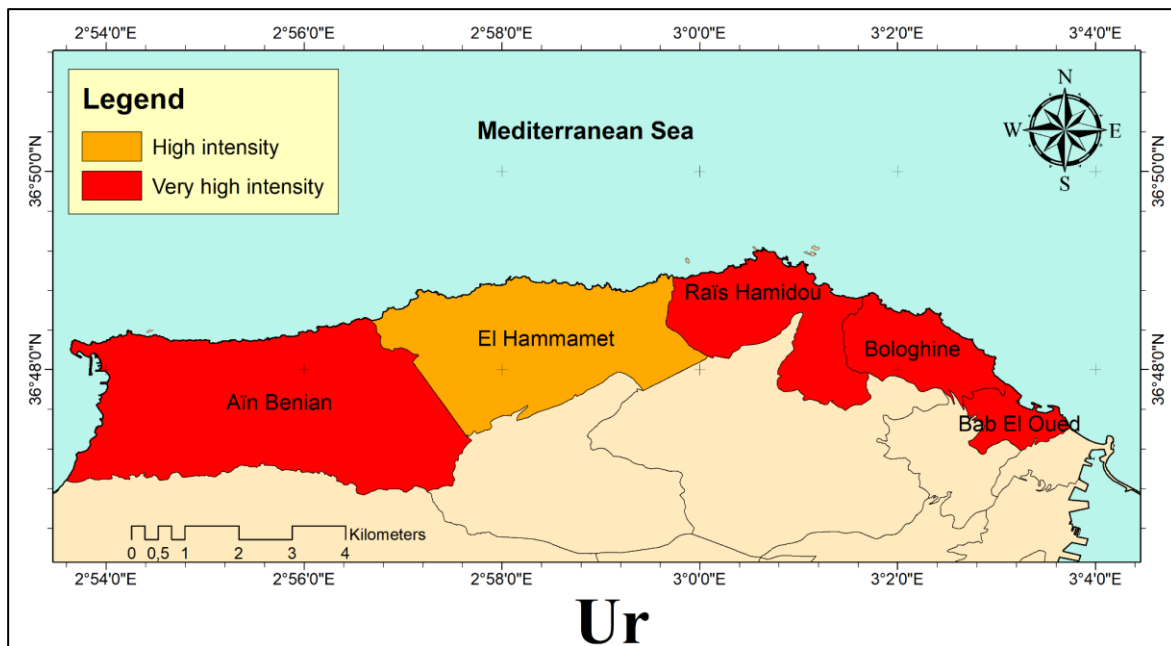 2°54'0"E 2°56'0"E 2°58'0"E 3°0'0"E 3°2'0"E 3°4'0"E
Legend
High intensity
Very high intensity
Mediterranean Sea
N
W E
S
36°50'0"N 36°50'0"N
Raïs Hamidou
El Hammamet
Bologhine
36°48'0"N 36°48'0"N
Aïn Benian
Bab El Oued
Kilometers
0 0,5 1 2 3 4
2°54'0"E 2°56'0"E 2°58'0"E 3°0'0"E 3°2'0"E 3°4'0"E
Ur